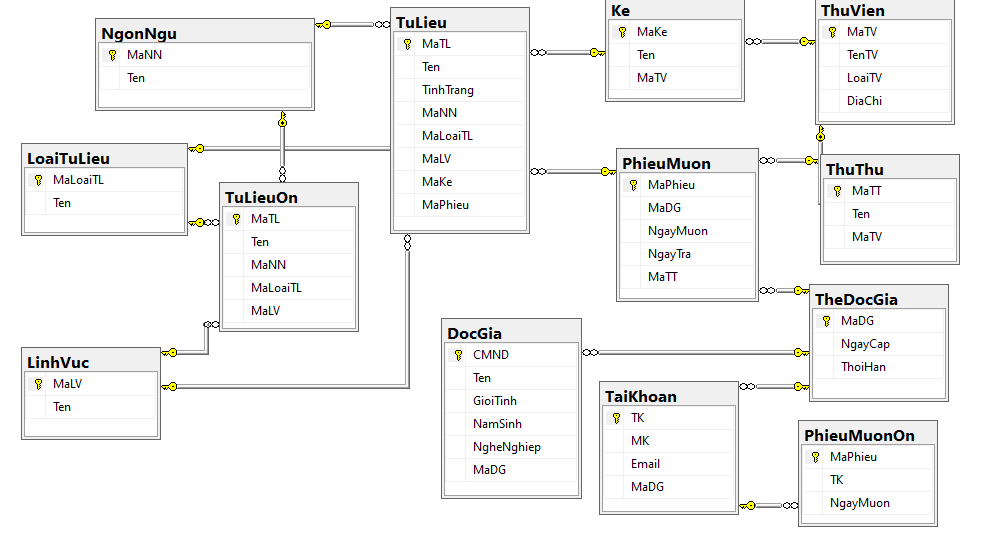 NgonNgu
MaNN
Ten
TuLieu
MaTL
Ten
TinhTrang
MaNN
MaLoaiTL
MaLV
MaKe
MaPhieu
Ke
MaKe
Ten
MaTV
ThuVien
MaTV
TenTV
LoaiTV
DiaChi
LoaiTuLieu
MaLoaiTL
Ten
TuLieuOn
MaTL
Ten
MaNN
MaLoaiTL
MaLV
PhieuMuon
MaPhieu
MaDG
NgayMuon
NgayTra
MaTT
ThuThu
MaTT
Ten
MaTV
TheDocGia
MaDG
NgayCap
ThoiHan
LinhVuc
MaLV
Ten
DocGia
CMND
Ten
GioiTinh
NamSinh
NgheNghiep
MaDG
TaiKhoan
TK
MK
Email
MaDG
PhieuMuonOn
MaPhieu
TK
NgayMuon